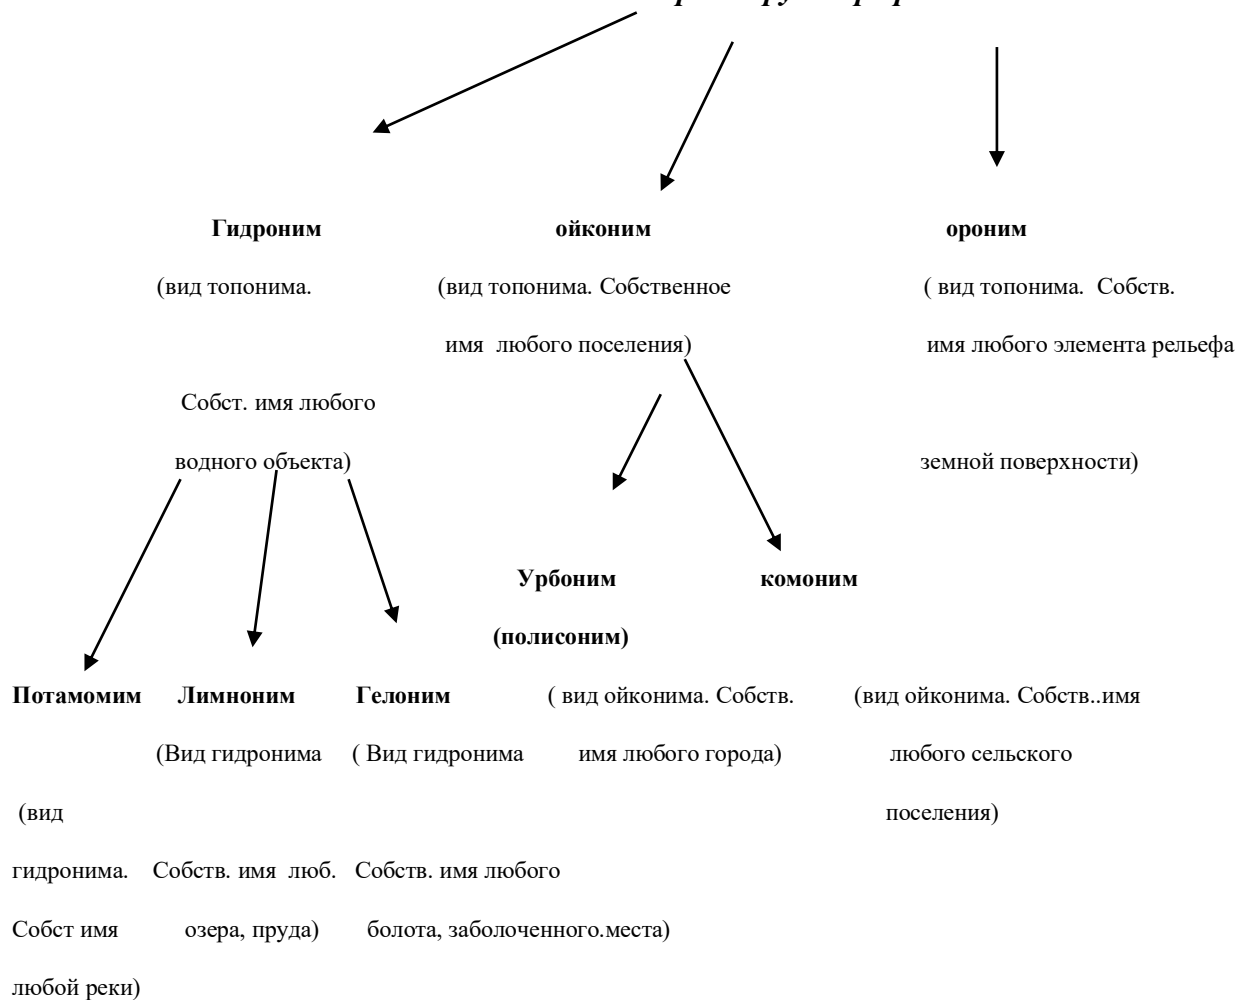 Гидроним ойконим ороним
(вид топонима. (вид топонима. Собственное ( вид топонима. Собств.
имя любого поселения) имя любого элемента рельефа
Собст. имя любого
водного объекта) земной поверхности)
Урбоним комоним
(полисоним)
Потамомим Лимноним Гелоним ( вид ойконима. Собств. (вид ойконима. Собств..имя
(Вид гидронима ( Вид гидронима имя любого города) любого сельского
(вид поселения)
гидронима. Собств. имя люб. Собств. имя любого
Собст имя озера, пруда) болота, заболоченного.места)
любой реки)